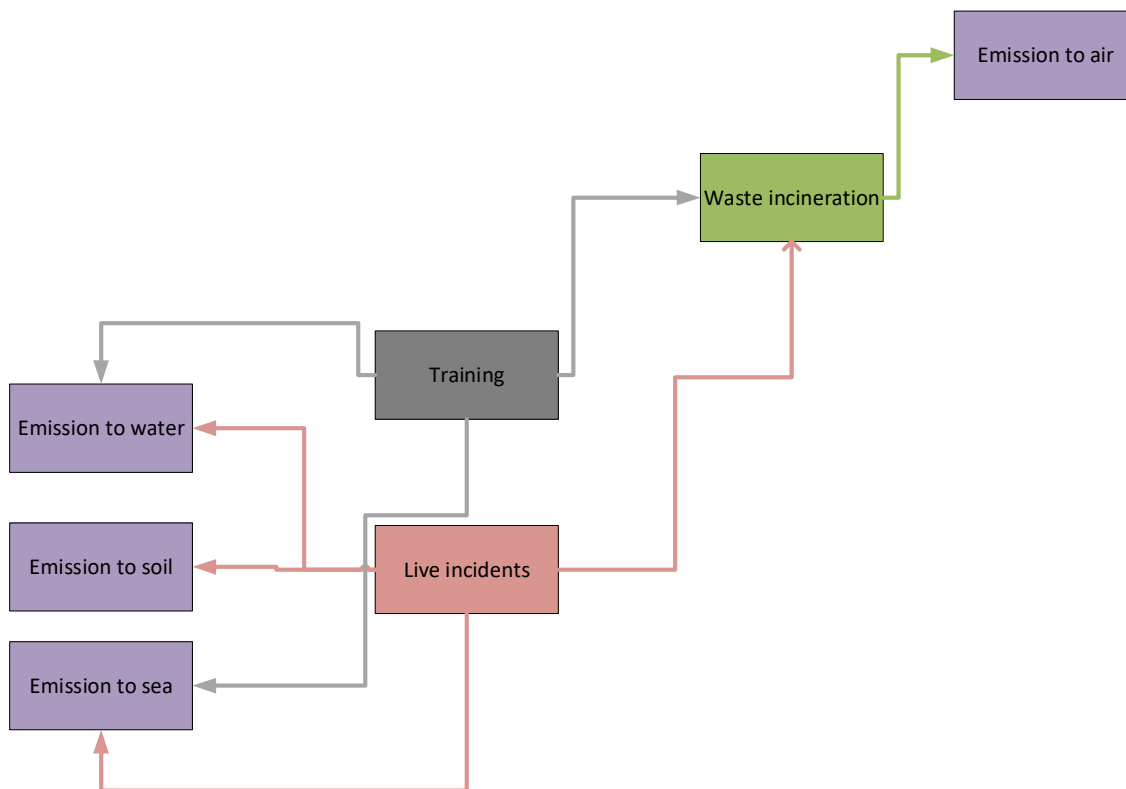 Emission to air
Waste incineration
Training
Emission to water
Emission to soil
Live incidents
Emission to sea